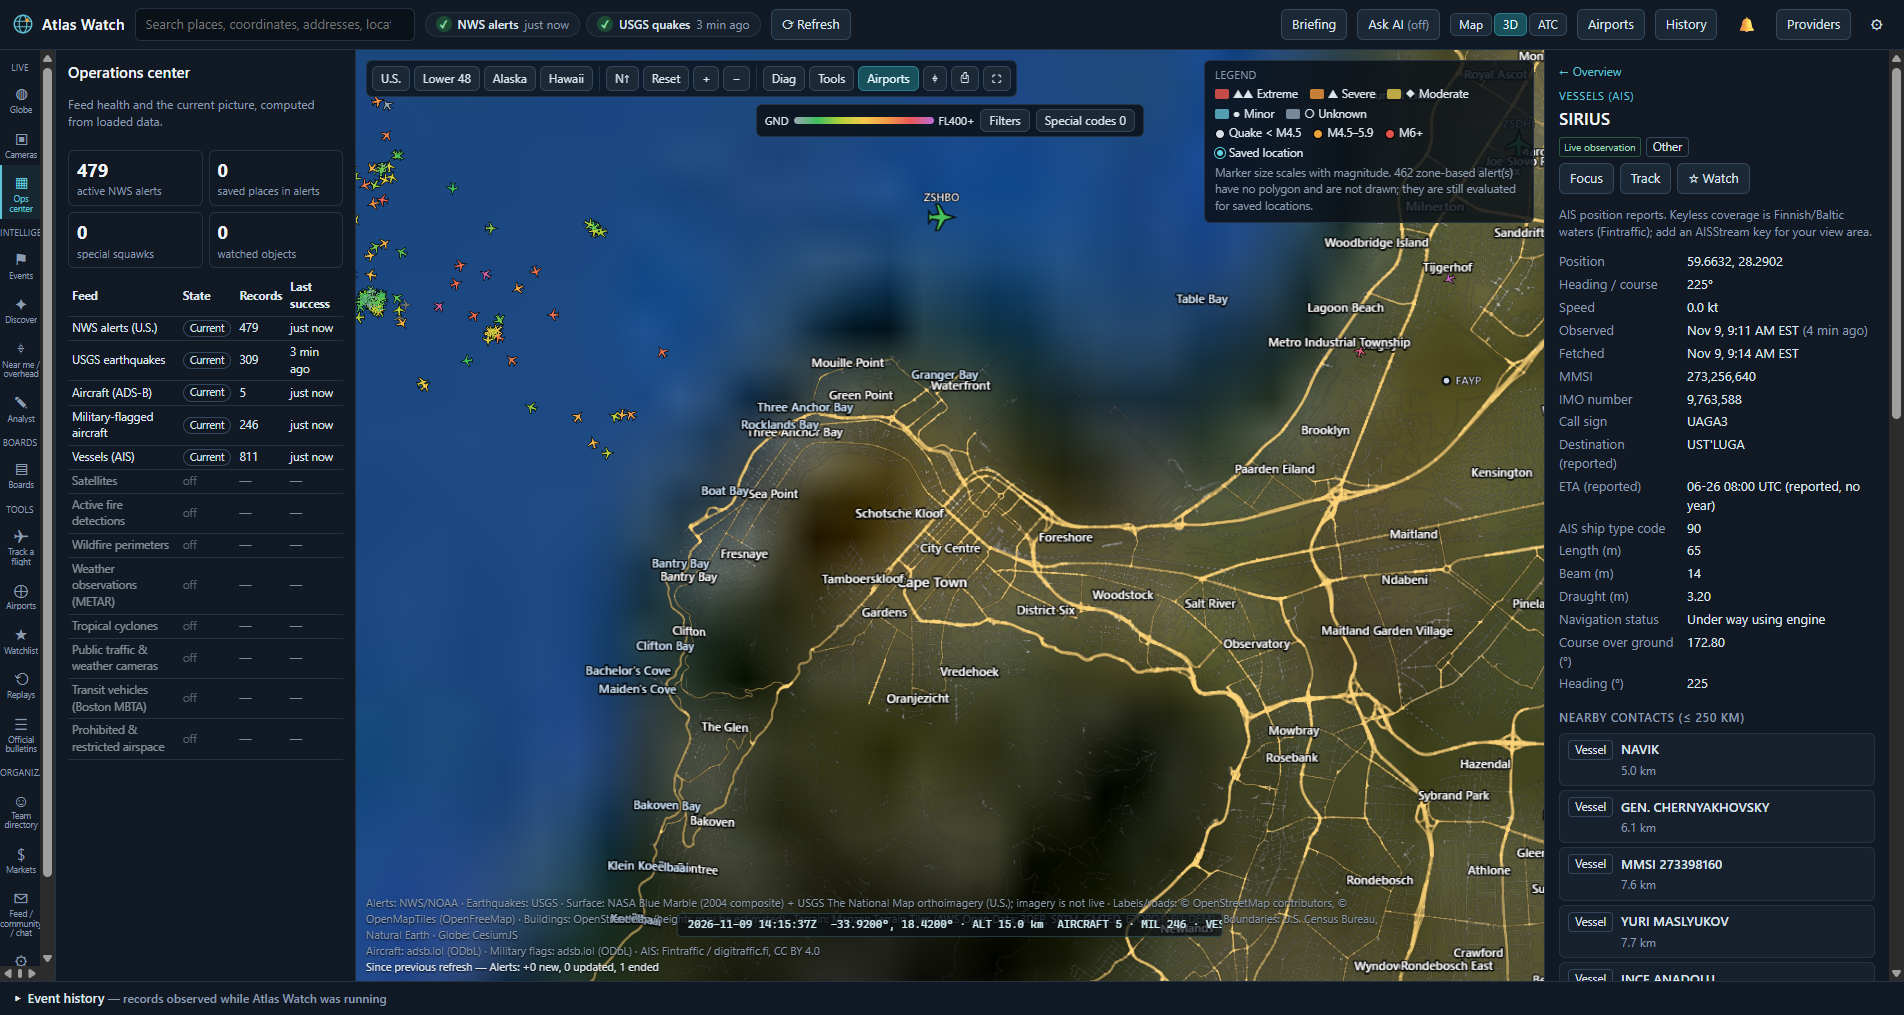 Atlas Watch
Search places, coordinates, addresses, locat
✓ NWS alerts just now
✓ USGS quakes 3 min ago
Refresh
Briefing
Ask AI (off)
Map
3D
ATC
Airports
History
Providers
LIVE
Globe
Cameras
Ops center
INTELLIGE
Events
Discover
Near me / overhead
Analyst
BOARDS
Boards
TOOLS
Track a flight
Airports
Watchlist
Replays
Official bulletins
ORGANIZ
Team directory
Markets
Feed / community / chat
Operations center
Feed health and the current picture, computed
from loaded data.
479
active NWS alerts
0
saved places in alerts
0
special squawks
0
watched objects
Feed State Records Last success
NWS alerts (U.S.) Current 479 just now
USGS earthquakes Current 309 3 min ago
Aircraft (ADS-B) Current 5 just now
Military-flagged aircraft Current 246 just now
Vessels (AIS) Current 811 just now
Satellites off — —
Active fire detections off — —
Wildfire perimeters off — —
Weather observations (METAR) off — —
Tropical cyclones off — —
Public traffic & weather cameras off — —
Transit vehicles (Boston MBTA) off — —
Prohibited & restricted airspace off — —
U.S.
Lower 48
Alaska
Hawaii
N↑
Reset
+
−
Diag
Tools
Airports
GND
FL400+
Filters
Special codes 0
LEGEND
▲▲ Extreme ▲ Severe ◆ Moderate
● Minor O Unknown
Quake < M4.5 M4.5–5.9 M6+
Saved location
Marker size scales with magnitude. 462 zone-based alert(s)
have no polygon and are not drawn; they are still evaluated
for saved locations.
ZSHBO
Milnerton
Woodbridge Island
Sanddrift
Tijgerhof
Table Bay
Lagoon Beach
Metro Industrial Township
Mouille Point
Granger Bay
Waterfront
FAYP
Green Point
Three Anchor Bay
Rocklands Bay
Three Anchor Bay
Brooklyn
Paarden Eiland
Kensington
Boat Bay
Sea Point
Schotsche Kloof
Foreshore
Maitland
City Centre
Fresnaye
Bantry Bay
Bantry Bay
Tamboerskloof
Cape Town
Ndabeni
Woodstock
Salt River
Pinela
Gardens
District Six
Clifton
Clifton Bay
Maitland Garden Village
Observatory
Bachelor's Cove
Vredehoek
Maiden's Cove
Oranjezicht
The Glen
Mowbray
Rosebank
Hazendal
Sybrand Park
Bakoven Bay
Bakoven
Athlone
Rondebosch
Crawford
Rondebosch East
Newlands
Alerts: NWS/NOAA · Earthquakes: USGS · Surface: NASA Blue Marble (2004 composite) + USGS The National Map orthoimagery (U.S.); imagery is not live · Labels/roads: © OpenStreetMap contributors, ©
OpenMapTiles (OpenFreeMap) · Buildings: Boundaries: U.S. Census Bureau,
Natural Earth · Globe: CesiumJS
2026-11-09 14:15:37Z −33.9200°, 18.4200° · ALT 15.0 km AIRCRAFT 5 · MIL 246 · VES
Aircraft: adsb.lol (ODbL) · Military flags: adsb.lol (ODbL) · AIS: Fintraffic / digitraffic.fi, CC BY 4.0
Since previous refresh — Alerts: +0 new, 0 updated, 1 ended
← Overview
VESSELS (AIS)
SIRIUS
Live observation
Other
Focus
Track
☆ Watch
AIS position reports. Keyless coverage is Finnish/Baltic
waters (Fintraffic); add an AISStream key for your view area.
Position 59.6632, 28.2902
Heading / course 225°
Speed 0.0 kt
Observed Nov 9, 9:11 AM EST (4 min ago)
Fetched Nov 9, 9:14 AM EST
MMSI 273,256,640
IMO number 9,763,588
Call sign UAGA3
Destination (reported) UST'LUGA
ETA (reported) 06-26 08:00 UTC (reported, no year)
AIS ship type code 90
Length (m) 65
Beam (m) 14
Draught (m) 3.20
Navigation status Under way using engine
Course over ground (°) 172.80
Heading (°) 225
NEARBY CONTACTS (≤ 250 KM)
Vessel NAVIK
5.0 km
Vessel GEN. CHERNYAKHOVSKY
6.1 km
Vessel MMSI 273398160
7.6 km
Vessel YURI MASLYUKOV
7.7 km
Vessel INCE ANADOLU
▸ Event history — records observed while Atlas Watch was running